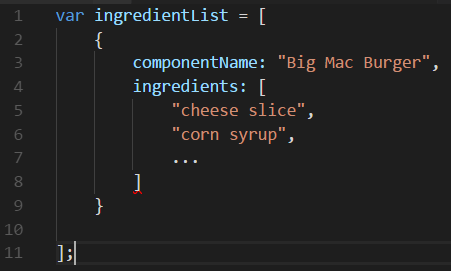 1 var ingredientList = [
2     {
3         componentName: "Big Mac Burger",
4         ingredients: [
5             "cheese slice",
6             "corn syrup",
7             ...
8         ]
9     }
10
11 ];